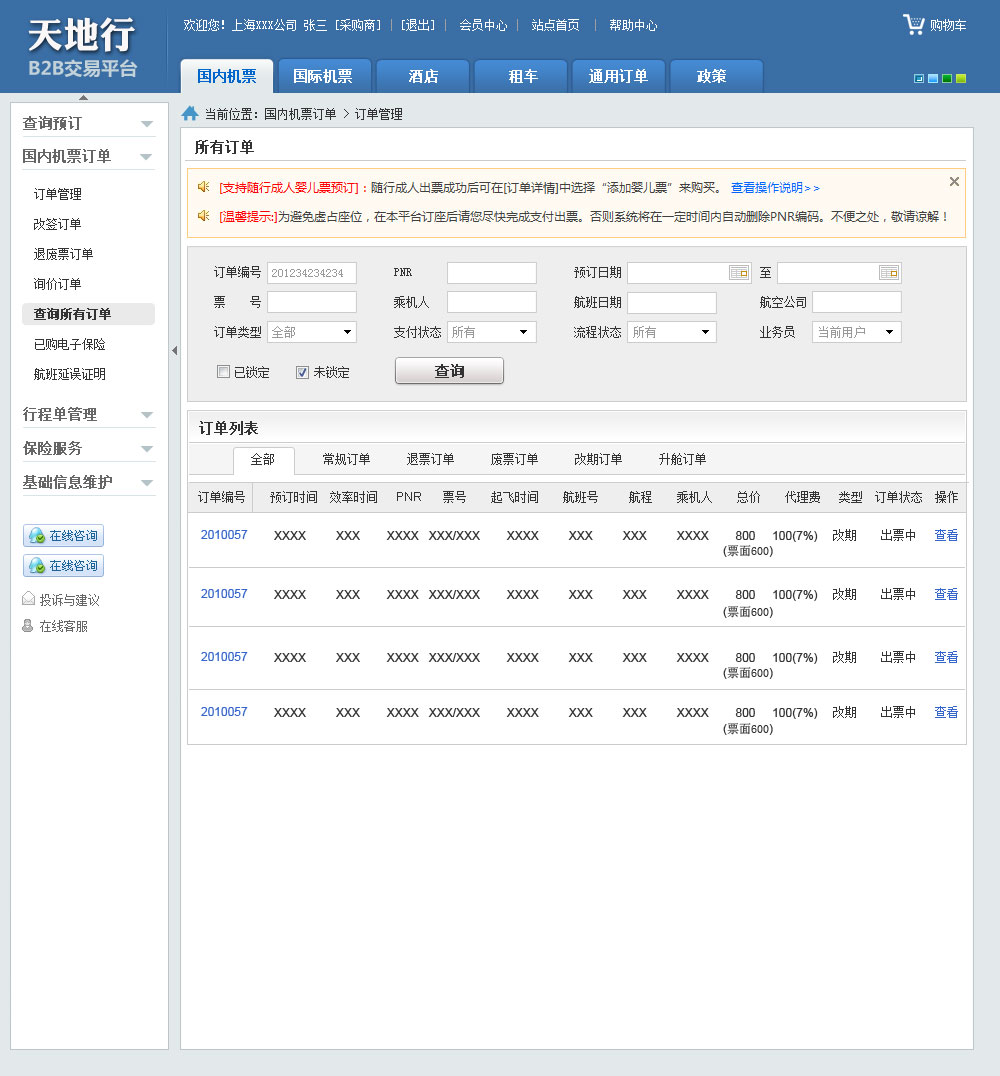 天地行
B2B交易平台
欢迎您! 上海XXX公司 张三 [采购商] | [退出] | 会员中心 | 站点首页 | 帮助中心
购物车
国内机票 国际机票 酒店 租车 通用订单 政策
查询预订
国内机票订单
订单管理
改签订单
退废票订单
询价订单
查询所有订单
已购电子保险
航班延误证明
行程单管理
保险服务
基础信息维护
在线咨询
在线咨询
投诉与建议
在线客服
当前位置：国内机票订单 > 订单管理
所有订单
[支持随行成人婴儿票预订]：随行成人出票成功后可在[订单详情]中选择“添加婴儿票”来购买。 查看操作说明>>
[温馨提示:]为避免虚占座位，在本平台订座后请您尽快完成支付出票。否则系统将在一定时间内自动删除PNR编码。不便之处，敬请谅解！
订单编号 201234234234 PNR 预订日期 至
票 号 乘机人 航班日期 航空公司
订单类型 全部 支付状态 所有 流程状态 所有 业务员 当前用户
已锁定 未锁定 查询
订单列表
全部 常规订单 退票订单 废票订单 改期订单 升舱订单
订单编号 预订时间 效率时间 PNR 票号 起飞时间 航班号 航程 乘机人 总价 代理费 类型 订单状态 操作
2010057 XXXX XXX XXXX XXX/XXX XXXX XXX XXX XXXX 800 100(7%) 改期 出票中 查看
(票面600)
2010057 XXXX XXX XXXX XXX/XXX XXXX XXX XXX XXXX 800 100(7%) 改期 出票中 查看
(票面600)
2010057 XXXX XXX XXXX XXX/XXX XXXX XXX XXX XXXX 800 100(7%) 改期 出票中 查看
(票面600)
2010057 XXXX XXX XXXX XXX/XXX XXXX XXX XXX XXXX 800 100(7%) 改期 出票中 查看
(票面600)